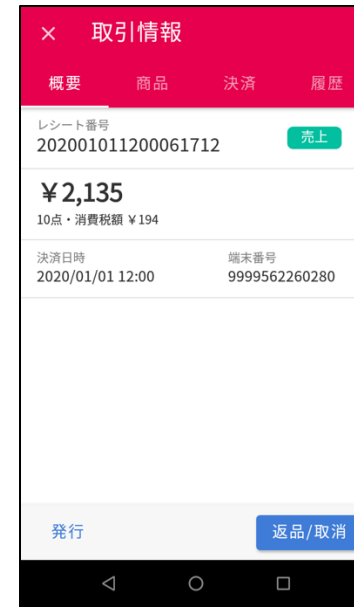 × 取引情報
概要 商品 決済 履歴
レシート番号
202001011200061712 売上
￥2,135
10点・消費税額 ￥194
決済日時 端末番号
2020/01/01 12:00 9999562260280
発行 返品/取消